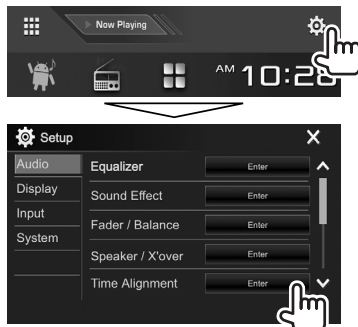 Now Playing
AM 10:28
Setup
Audio
Equalizer Enter
Display
Sound Effect Enter
Input
Fader / Balance Enter
System
Speaker / X'over Enter
Time Alignment Enter